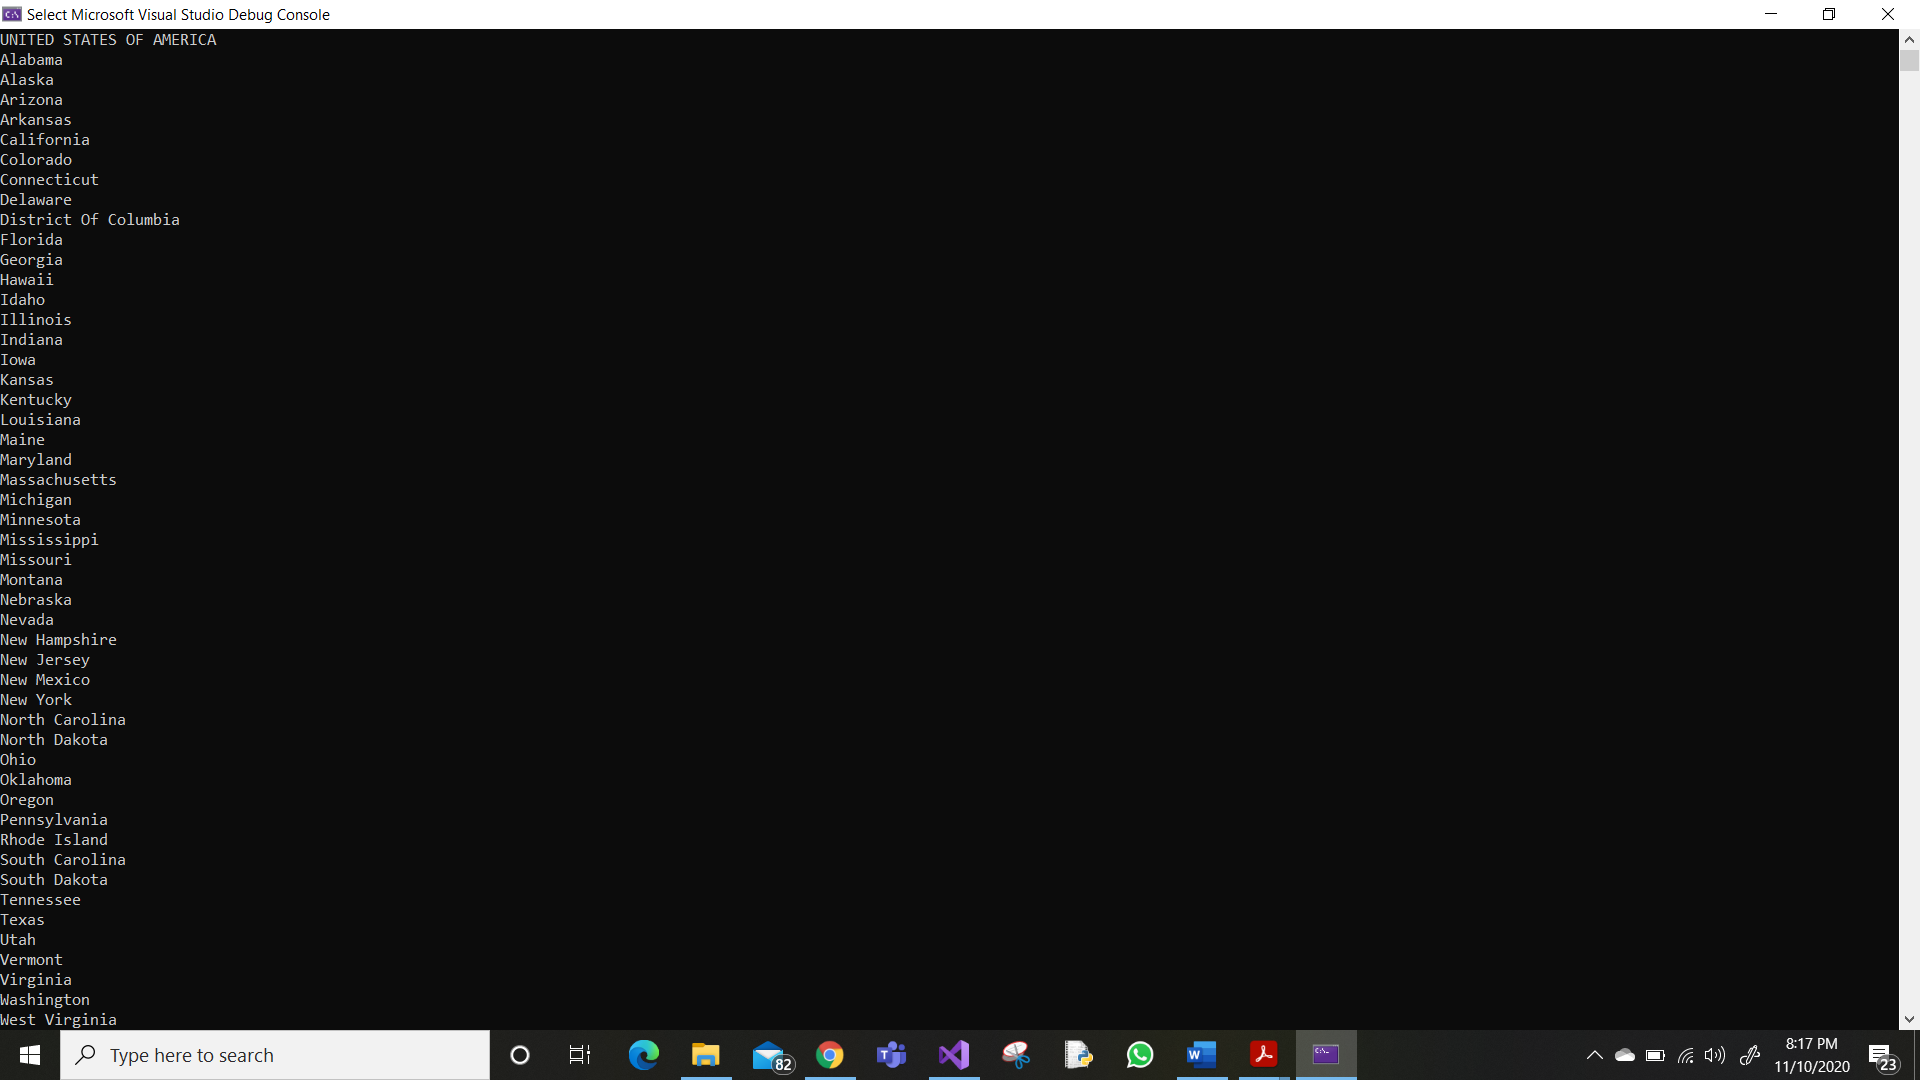 Select Microsoft Visual Studio Debug Console
UNITED STATES OF AMERICA
Alabama
Alaska
Arizona
Arkansas
California
Colorado
Connecticut
Delaware
District Of Columbia
Florida
Georgia
Hawaii
Idaho
Illinois
Indiana
Iowa
Kansas
Kentucky
Louisiana
Maine
Maryland
Massachusetts
Michigan
Minnesota
Mississippi
Missouri
Montana
Nebraska
Nevada
New Hampshire
New Jersey
New Mexico
New York
North Carolina
North Dakota
Ohio
Oklahoma
Oregon
Pennsylvania
Rhode Island
South Carolina
South Dakota
Tennessee
Texas
Utah
Vermont
Virginia
Washington
West Virginia
Type here to search
82
8:17 PM
11/10/2020
23